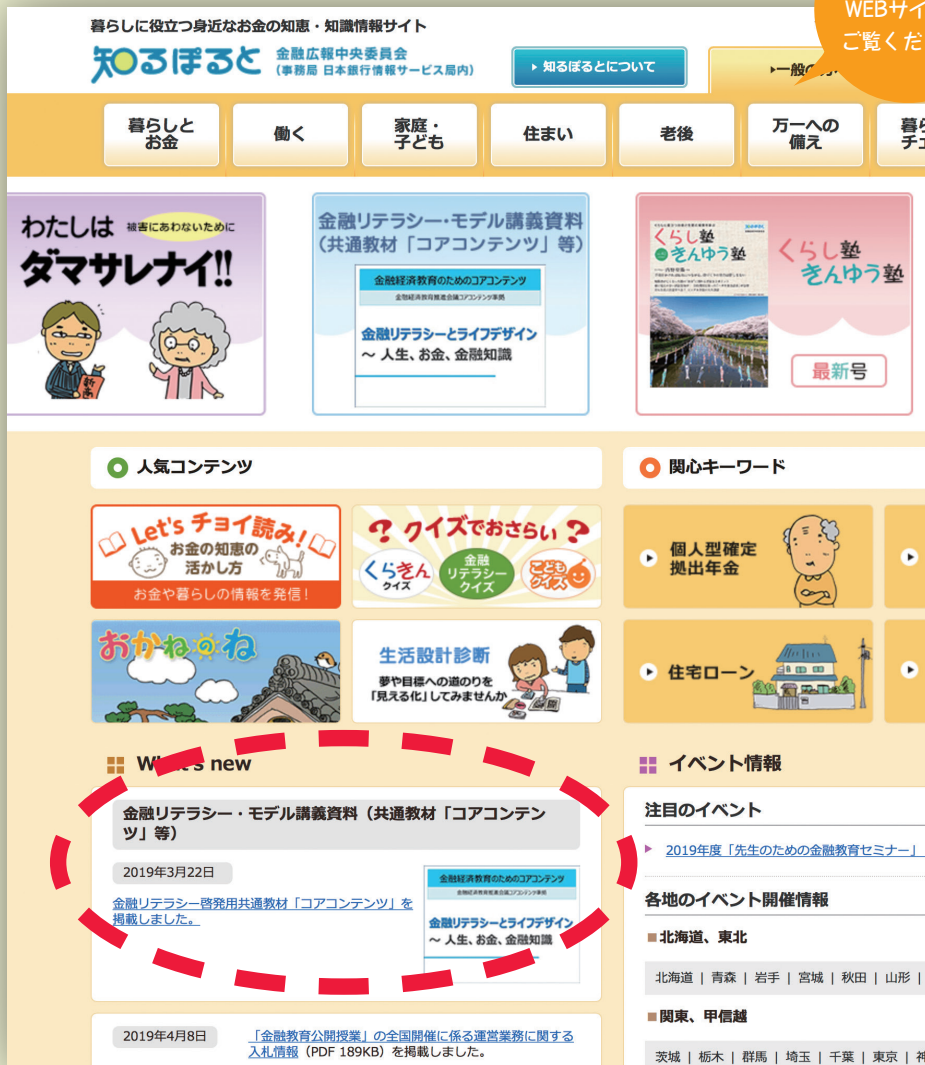 暮らしに役立つ身近なお金の知恵・知識情報サイト
WEBサイ
ご覧くだ
知るぽると
金融広報中央委員会
(事務局 日本銀行情報サービス局内)
知るぽるとについて
一般の
暮らしと
お金
働く
家庭・
子ども
住まい
老後
万一への
備え
暮ら
チェ
わたしは
被害にあわないために
ダマサレナイ!!
新商
金融リテラシー・モデル講義資料
(共通教材「コアコンテンツ」等)
金融経済教育のためのコアコンテンツ
金融経済教育推進会議コアコンテンツ事務局
金融リテラシーとライフデザイン
～ 人生、お金、金融知識
くらし塾
きんゆう塾
くらし塾
きんゆう塾
最新号
人気コンテンツ
関心キーワード
Let's チョイ読み!
お金の知恵の
活かし方
お金や暮らしの情報を発信!
? クイズでおさらい ?
くらきん
クイズ
金融
リテラシー
クイズ
こども
クイズ
個人型確定
拠出年金
おかねのね
生活設計診断
夢や目標への道のりを
「見える化」してみませんか
住宅ローン
What's new
イベント情報
金融リテラシー・モデル講義資料（共通教材「コアコンテン
ツ」等）
2019年3月22日
金融リテラシー啓発用共通教材「コアコンテンツ」を
掲載しました。
金融経済教育のためのコアコンテンツ
金融リテラシーとライフデザイン
～ 人生、お金、金融知識
注目のイベント
2019年度「先生のための金融教育セミナー」
各地のイベント開催情報
■北海道、東北
北海道 | 青森 | 岩手 | 宮城 | 秋田 | 山形 |
■関東、甲信越
茨城 | 栃木 | 群馬 | 埼玉 | 千葉 | 東京 | 神
2019年4月8日
「金融教育公開授業」の全国開催に係る運営業務に関する
入札情報（PDF 189KB）を掲載しました。